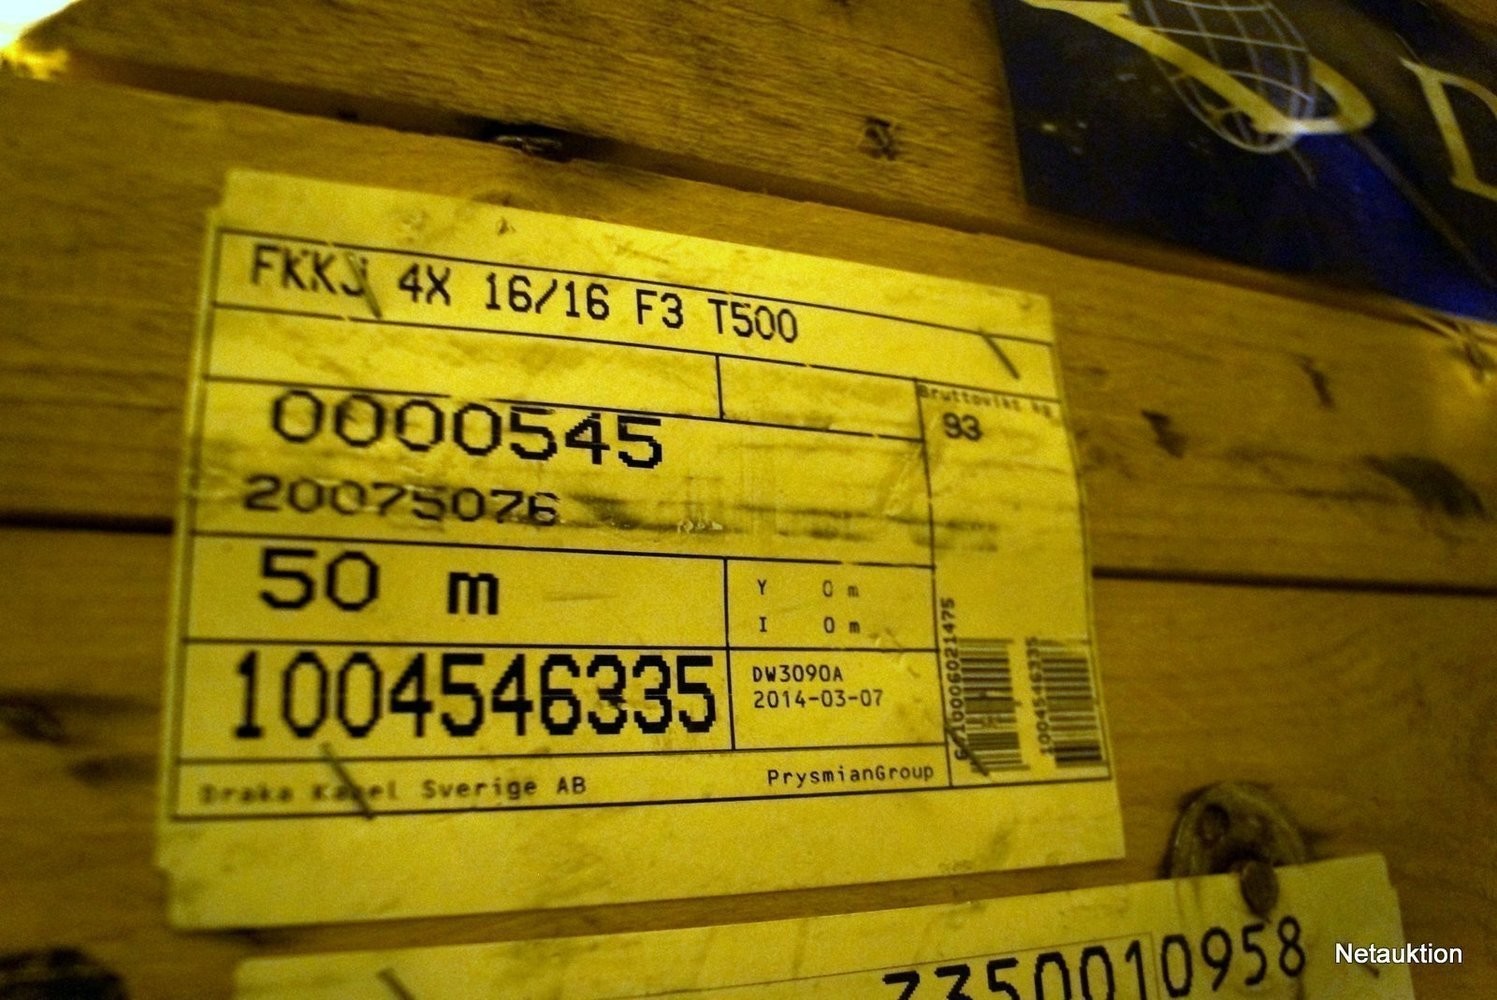 FKKJ 4X 16/16 F3 T500
Bruttovikt kg
93
0000545
20075076
50 m
Y 0 m
I 0 m
1004546335
DW3090A
2014-03-07
1004546335
Draka Kabel Sverige AB
PrysmianGroup
7350010958
Netauktion
D